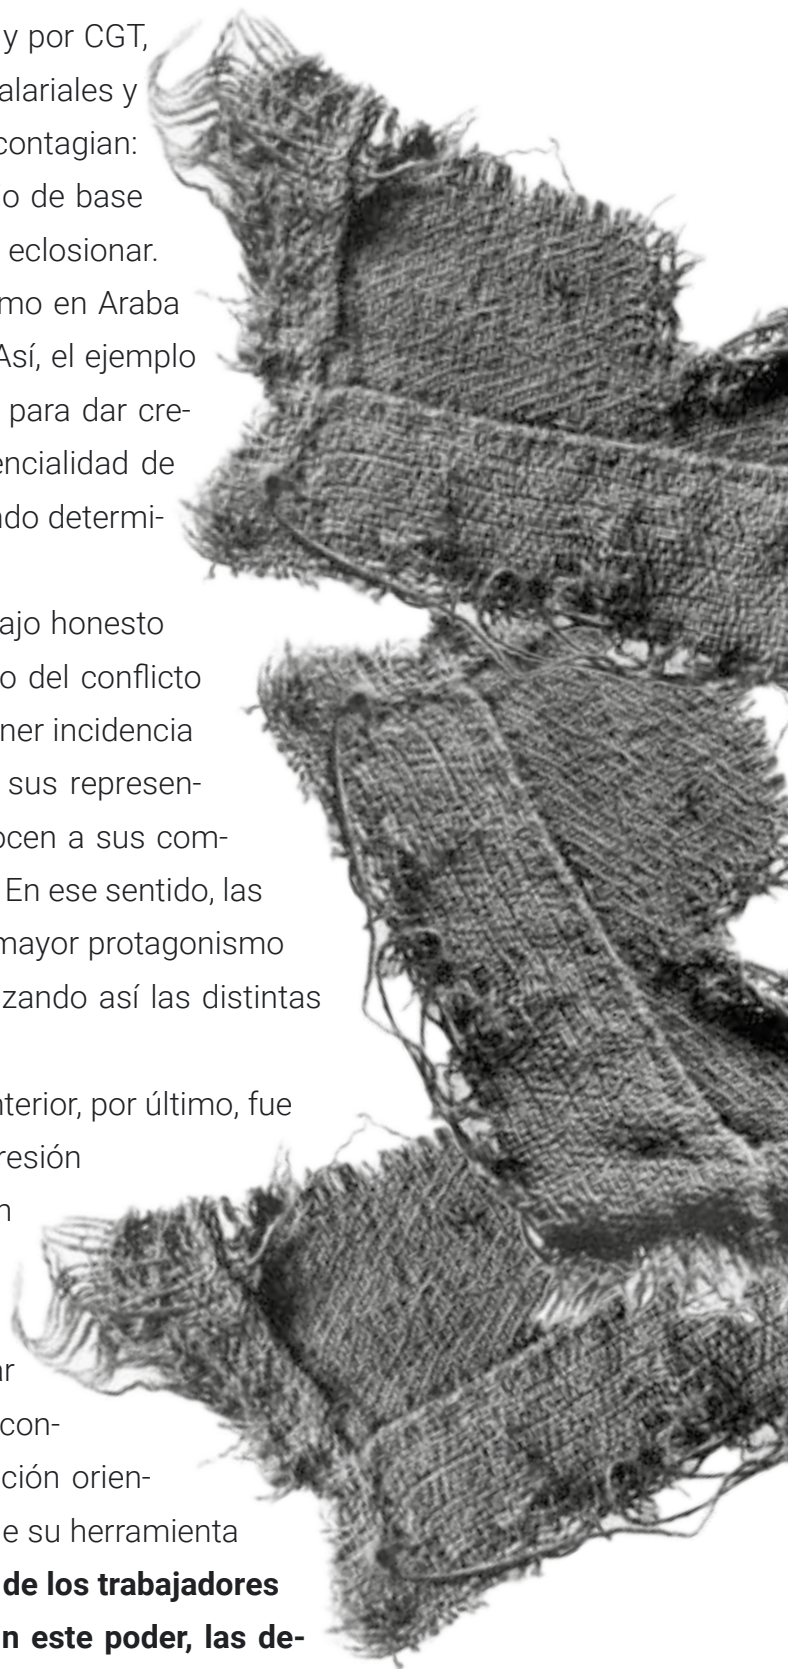 y por CGT,
alariales y
contagian:
o de base
eclosionar.
mo en Araba
Así, el ejemplo
para dar cre-
encialidad de
ndo determi-
ajo honesto
o del conflicto
ner incidencia
sus represen-
ocen a sus com-
En ese sentido, las
mayor protagonismo
zando así las distintas
nterior, por último, fue
resión
n
ar
con-
ción orien-
e su herramienta
de los trabajadores
n este poder, las de-